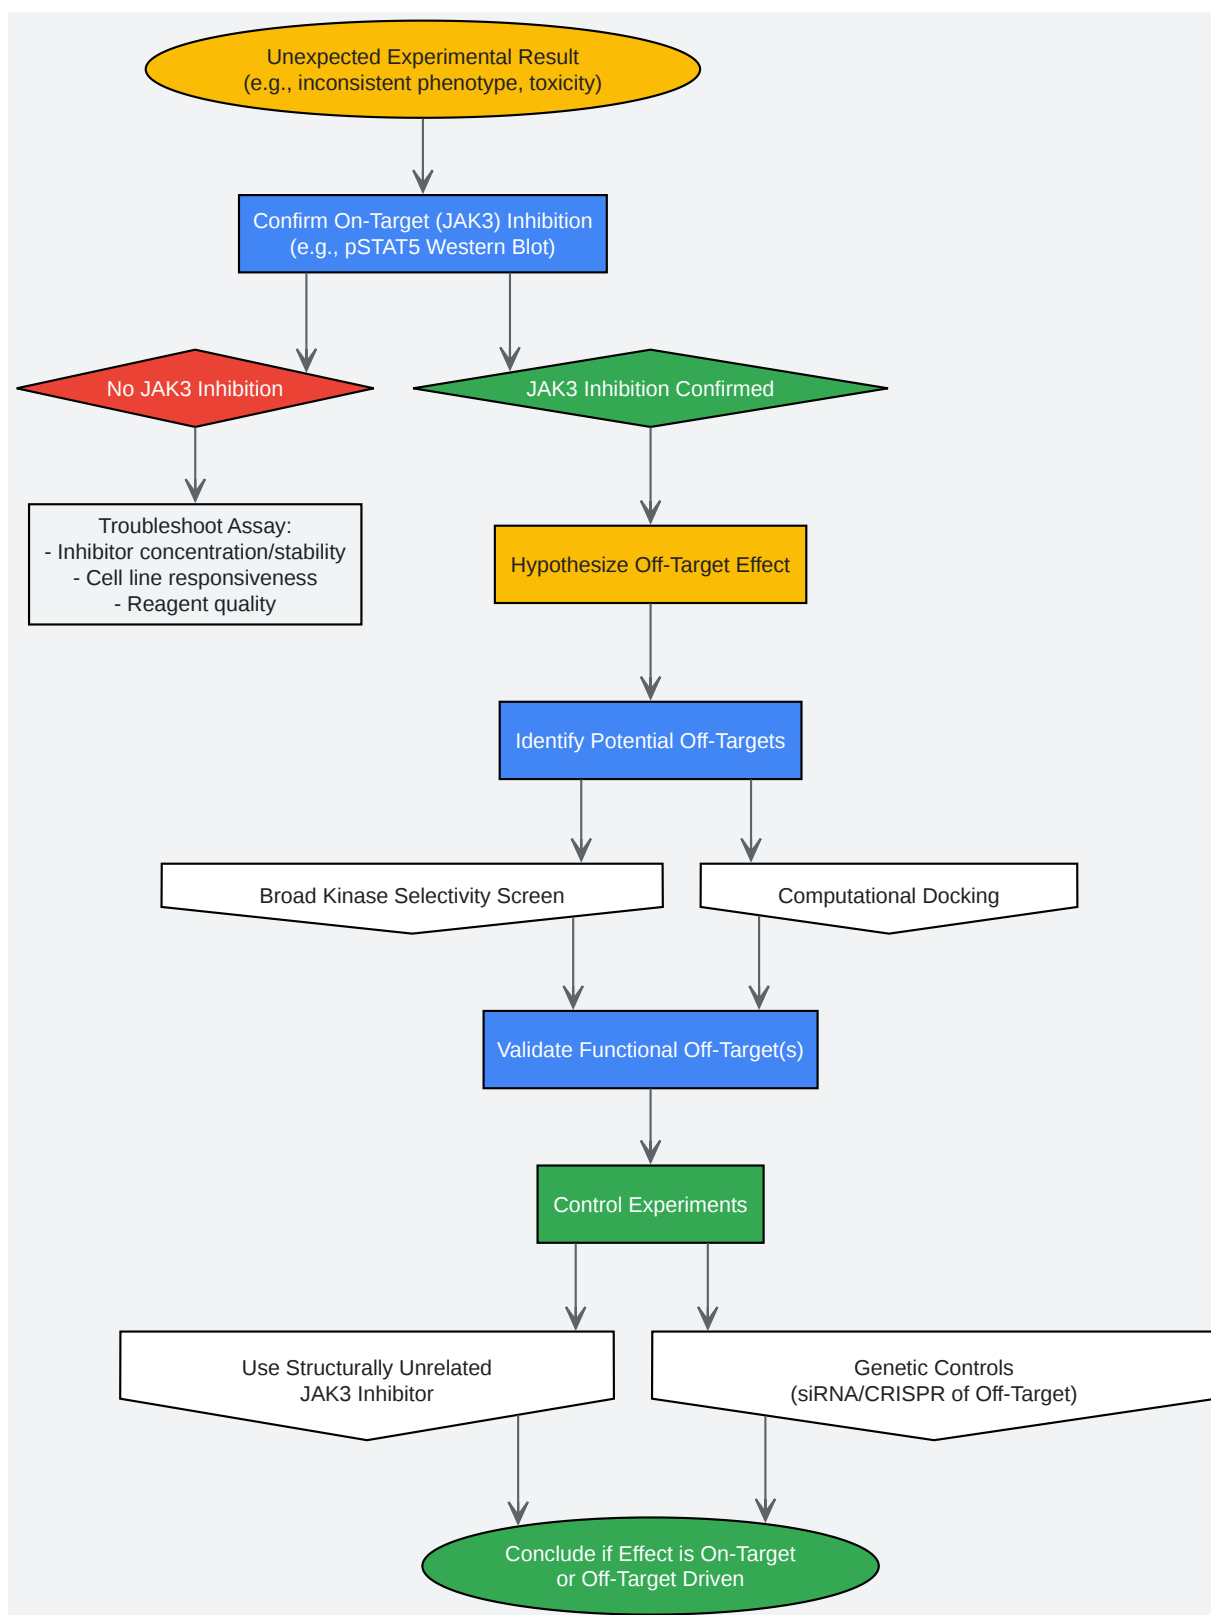 Unexpected Experimental Result
(e.g., inconsistent phenotype, toxicity)
Confirm On-Target (JAK3) Inhibition
(e.g., pSTAT5 Western Blot)
No JAK3 Inhibition
JAK3 Inhibition Confirmed
Troubleshoot Assay:
- Inhibitor concentration/stability
- Cell line responsiveness
- Reagent quality
Hypothesize Off-Target Effect
Identify Potential Off-Targets
Broad Kinase Selectivity Screen
Computational Docking
Validate Functional Off-Target(s)
Control Experiments
Use Structurally Unrelated
JAK3 Inhibitor
Genetic Controls
(siRNA/CRISPR of Off-Target)
Conclude if Effect is On-Target
or Off-Target Driven